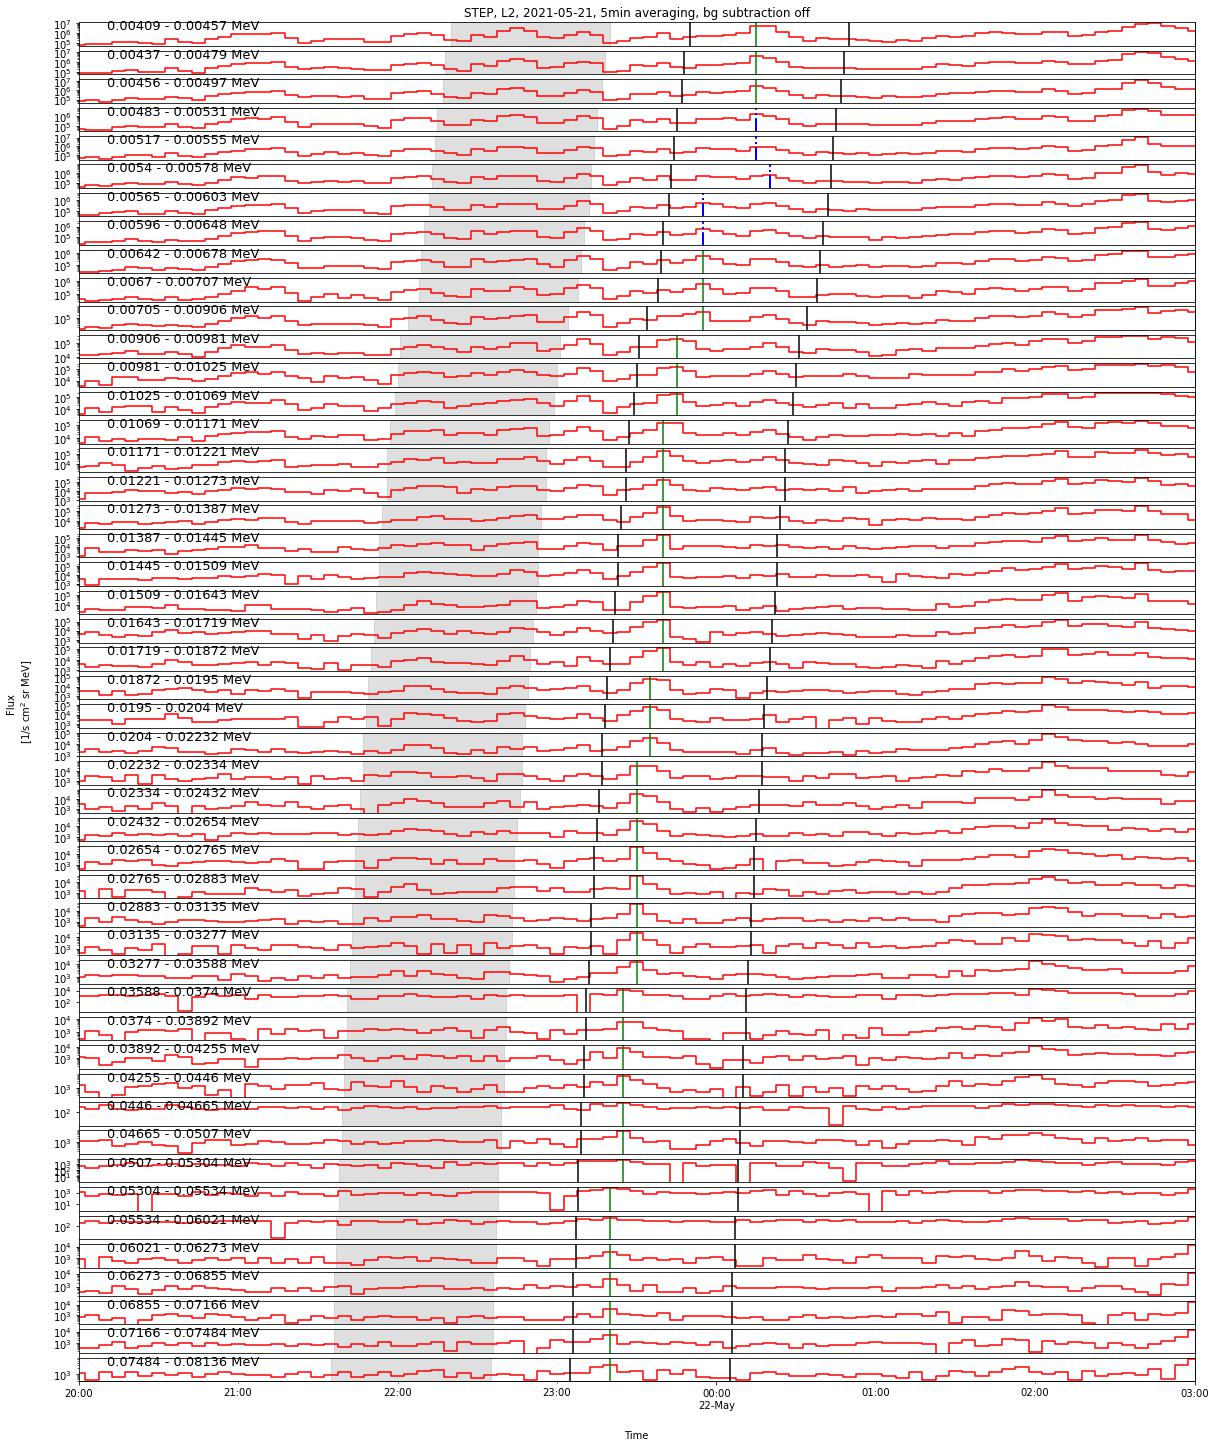 STEP, L2, 2021-05-21, 5min averaging, bg subtraction off
0.00409 - 0.00457 MeV
0.00437 - 0.00479 MeV
0.00456 - 0.00497 MeV
0.00483 - 0.00531 MeV
0.00517 - 0.00555 MeV
0.0054 - 0.00578 MeV
0.00565 - 0.00603 MeV
0.00596 - 0.00648 MeV
0.00642 - 0.00678 MeV
0.0067 - 0.00707 MeV
0.00705 - 0.00906 MeV
0.00906 - 0.00981 MeV
0.00981 - 0.01025 MeV
0.01025 - 0.01069 MeV
0.01069 - 0.01171 MeV
0.01171 - 0.01221 MeV
0.01221 - 0.01273 MeV
0.01273 - 0.01387 MeV
0.01387 - 0.01445 MeV
0.01445 - 0.01509 MeV
0.01509 - 0.01643 MeV
0.01643 - 0.01719 MeV
0.01719 - 0.01872 MeV
0.01872 - 0.0195 MeV
0.0195 - 0.0204 MeV
0.0204 - 0.02232 MeV
0.02232 - 0.02334 MeV
0.02334 - 0.02432 MeV
0.02432 - 0.02654 MeV
0.02654 - 0.02765 MeV
0.02765 - 0.02883 MeV
0.02883 - 0.03135 MeV
0.03135 - 0.03277 MeV
0.03277 - 0.03588 MeV
0.03588 - 0.0374 MeV
0.0374 - 0.03892 MeV
0.03892 - 0.04255 MeV
0.04255 - 0.0446 MeV
0.0446 - 0.04665 MeV
0.04665 - 0.0507 MeV
0.0507 - 0.05304 MeV
0.05304 - 0.05534 MeV
0.05534 - 0.06021 MeV
0.06021 - 0.06273 MeV
0.06273 - 0.06855 MeV
0.06855 - 0.07166 MeV
0.07166 - 0.07484 MeV
0.07484 - 0.08136 MeV
Flux
[1/s cm² sr MeV]
20:00 21:00 22:00 23:00 00:00 01:00 02:00 03:00
22-May
Time